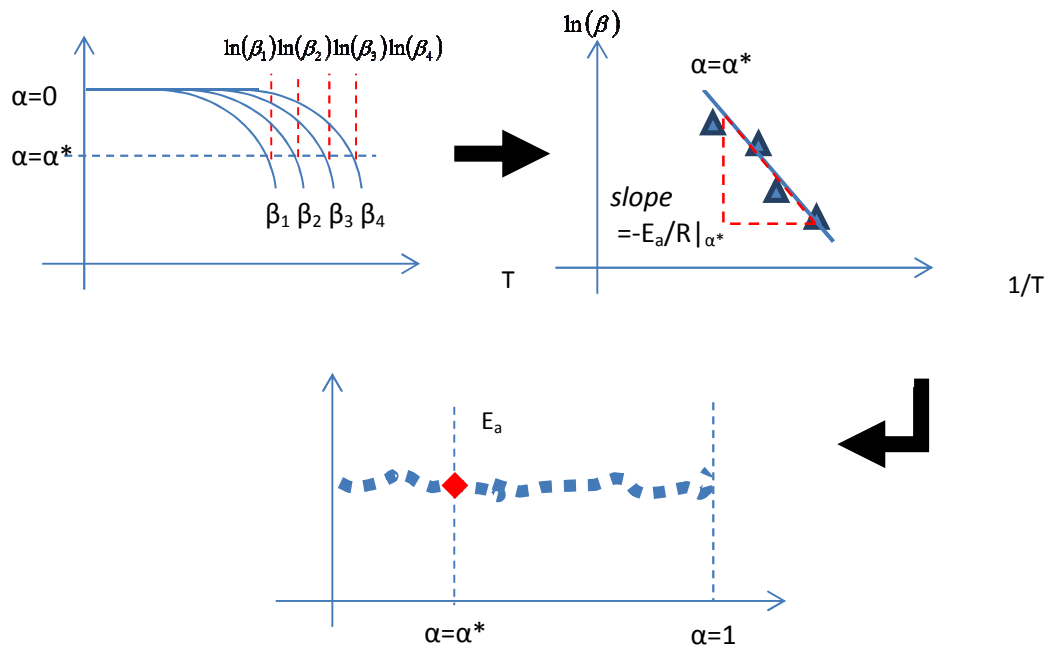 ln(β₁)ln(β₂)ln(β₃)ln(β₄)
α=0
α=α*
β₁ β₂ β₃ β₄
T
ln(β)
α=α*
slope
=-Eₐ/R|α*
1/T
Eₐ
α=α*
α=1